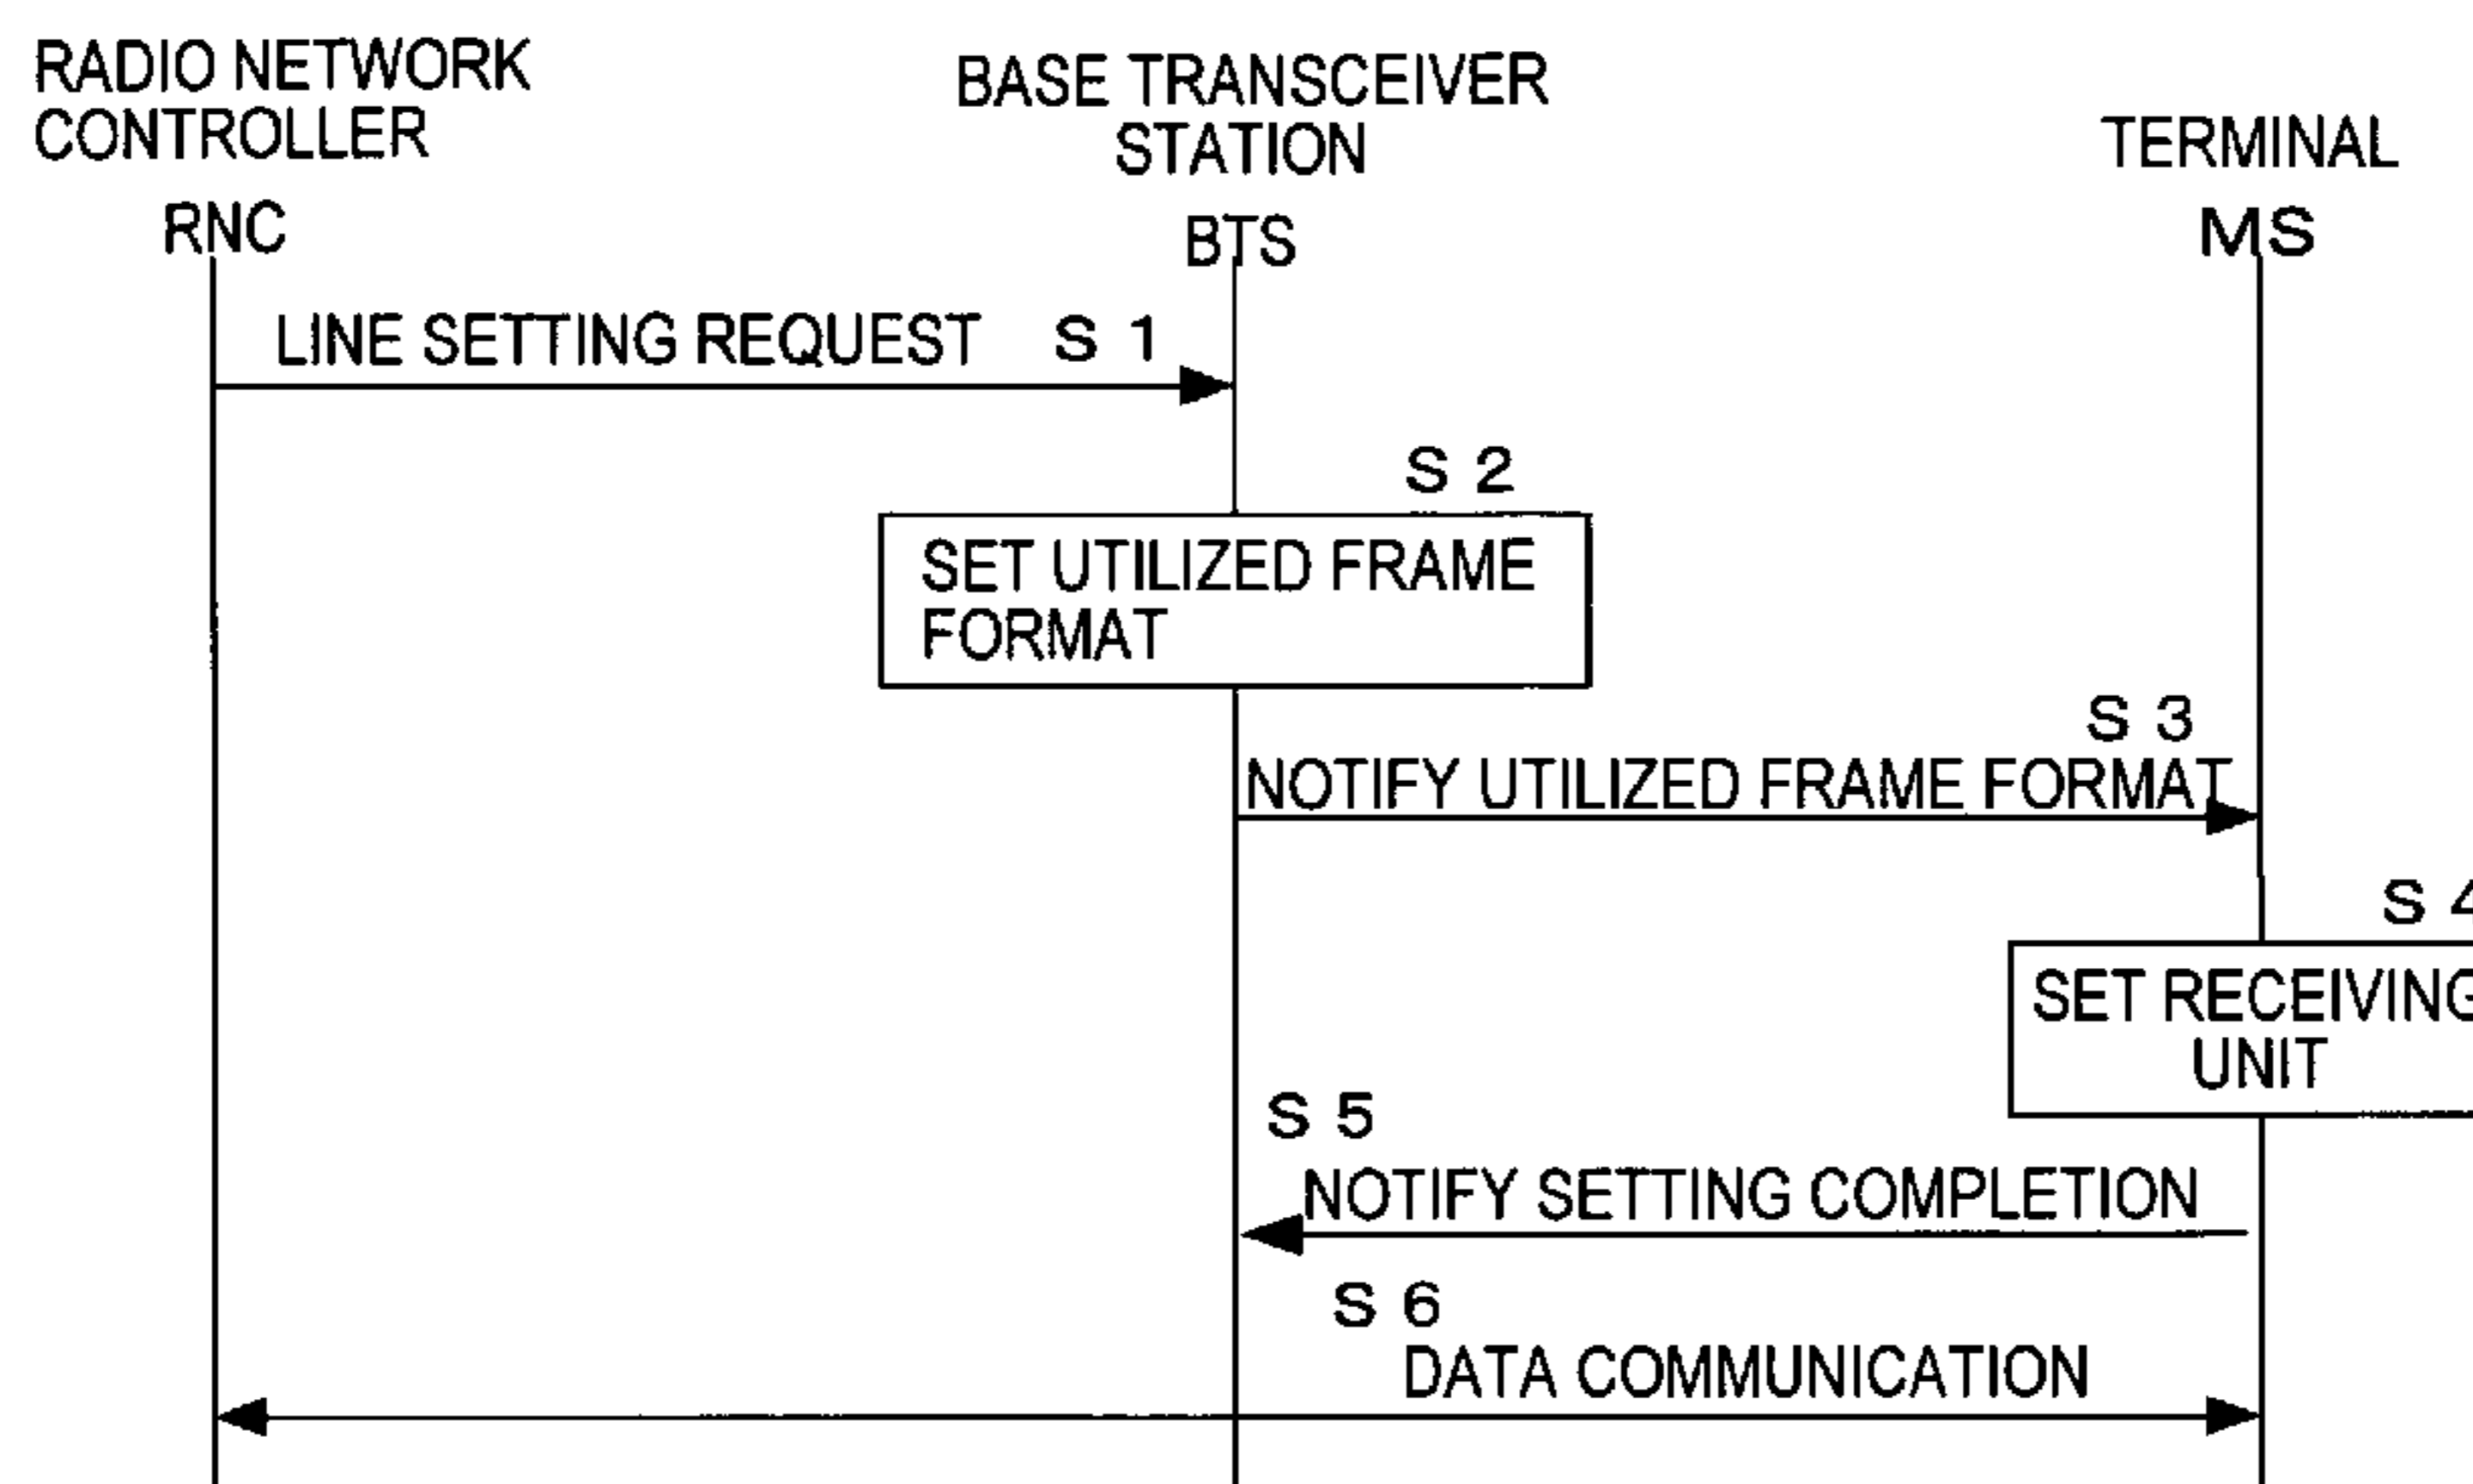 RADIO NETWORK
CONTROLLER
RNC
BASE TRANSCEIVER
STATION
BTS
TERMINAL
MS
LINE SETTING REQUEST S 1
S 2
SET UTILIZED FRAME
FORMAT
S 3
NOTIFY UTILIZED FRAME FORMAT
S 4
SET RECEIVING
UNIT
S 5
NOTIFY SETTING COMPLETION
S 6
DATA COMMUNICATION